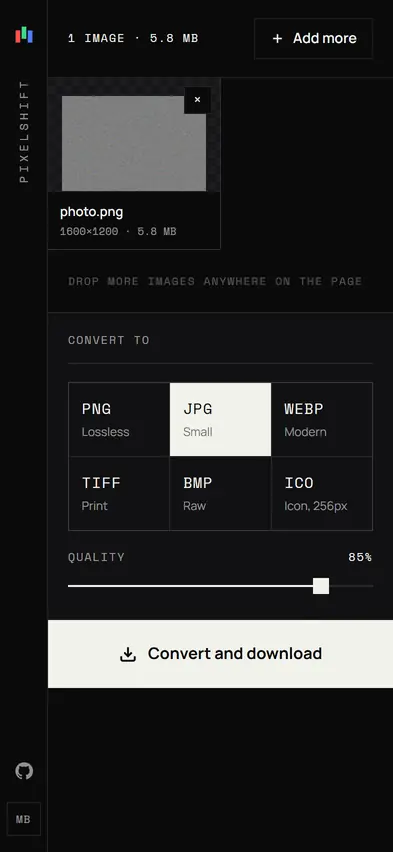 PIXELSHIFT
1 IMAGE · 5.8 MB
+ Add more
×
photo.png
1600×1200 · 5.8 MB
DROP MORE IMAGES ANYWHERE ON THE PAGE
CONVERT TO
PNG
Lossless
JPG
Small
WEBP
Modern
TIFF
Print
BMP
Raw
ICO
Icon, 256px
QUALITY 85%
Convert and download
MB